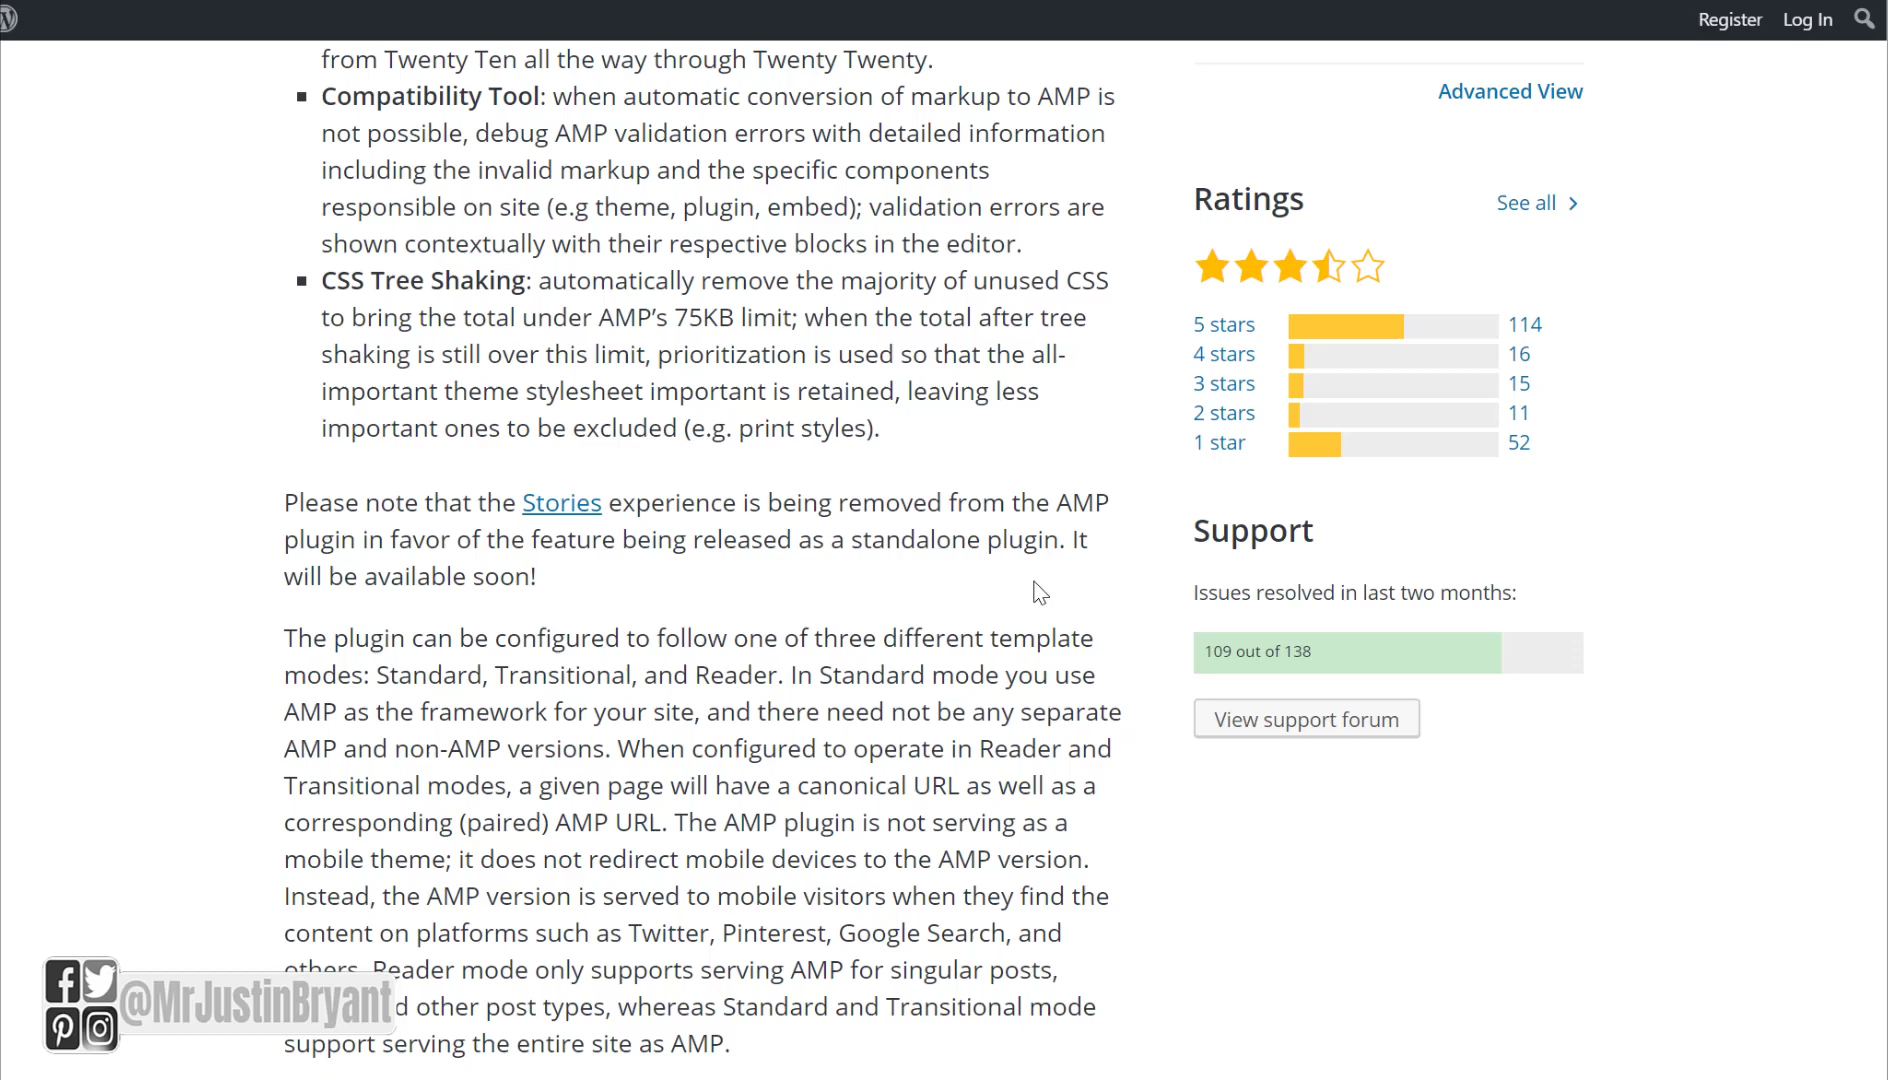 Register Log In
from Twenty Ten all the way through Twenty Twenty.
Compatibility Tool: when automatic conversion of markup to AMP is
not possible, debug AMP validation errors with detailed information
including the invalid markup and the specific components
responsible on site (e.g theme, plugin, embed); validation errors are
shown contextually with their respective blocks in the editor.
CSS Tree Shaking: automatically remove the majority of unused CSS
to bring the total under AMP’s 75KB limit; when the total after tree
shaking is still over this limit, prioritization is used so that the all-
important theme stylesheet important is retained, leaving less
important ones to be excluded (e.g. print styles).
Please note that the Stories experience is being removed from the AMP
plugin in favor of the feature being released as a standalone plugin. It
will be available soon!
The plugin can be configured to follow one of three different template
modes: Standard, Transitional, and Reader. In Standard mode you use
AMP as the framework for your site, and there need not be any separate
AMP and non-AMP versions. When configured to operate in Reader and
Transitional modes, a given page will have a canonical URL as well as a
corresponding (paired) AMP URL. The AMP plugin is not serving as a
mobile theme; it does not redirect mobile devices to the AMP version.
Instead, the AMP version is served to mobile visitors when they find the
content on platforms such as Twitter, Pinterest, Google Search, and
others. Reader mode only supports serving AMP for singular posts,
other post types, whereas Standard and Transitional mode
support serving the entire site as AMP.
@MrJustinBryant
Advanced View
Ratings See all
5 stars 114
4 stars 16
3 stars 15
2 stars 11
1 star 52
Support
Issues resolved in last two months:
109 out of 138
View support forum